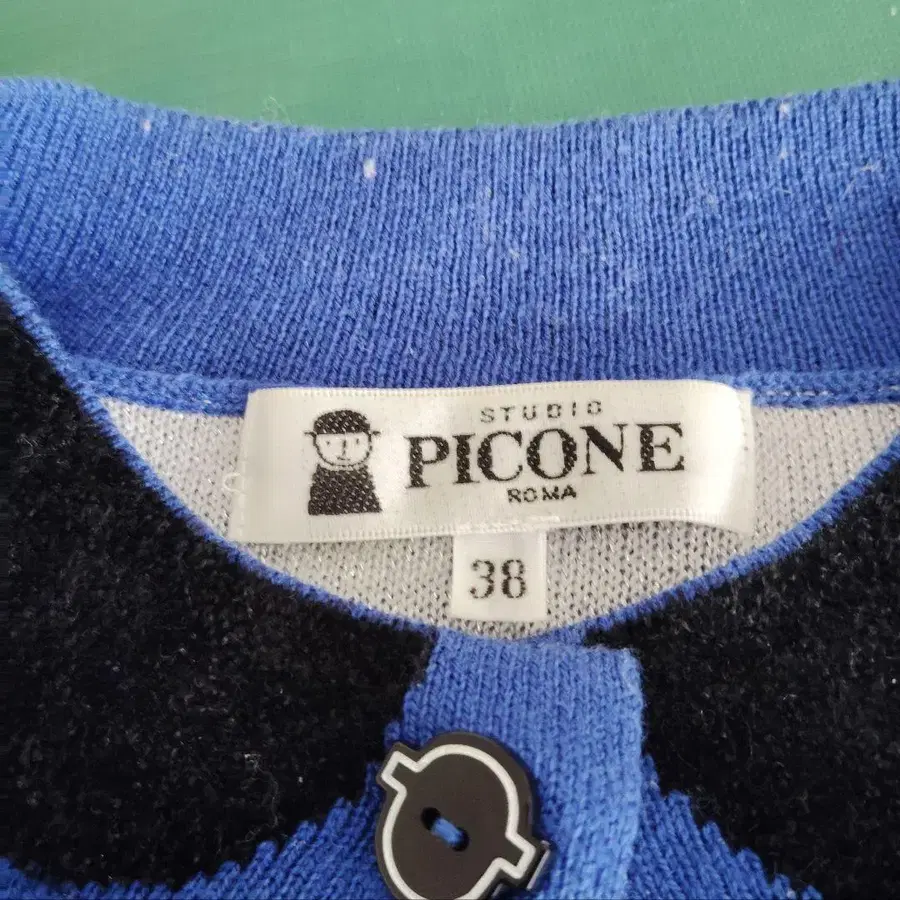 STUDIO
PICONE
ROMA
38